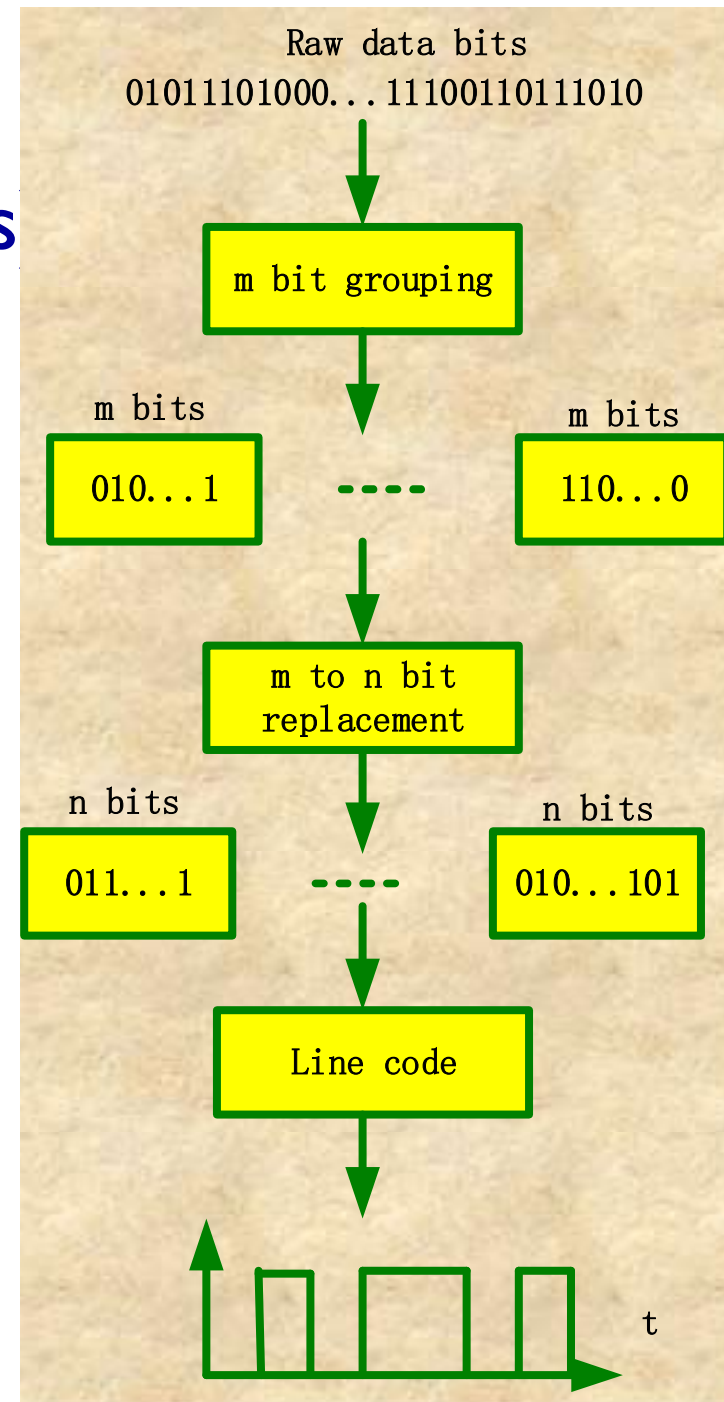 Raw data bits
01011101000...11100110111010
s
m bit grouping
m bits
m bits
010...1
110...0
m to n bit
replacement
n bits
n bits
011...1
010...101
Line code
t